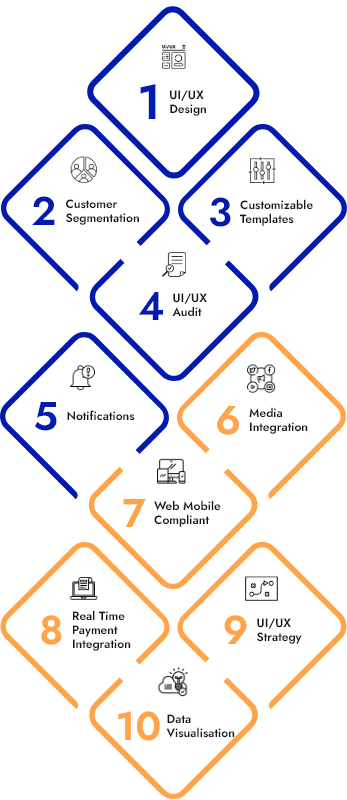 UI/UX
1
UI/UX
Design
2
Customer
Segmentation
3
Customizable
Templates
4
UI/UX
Audit
5
Notifications
6
Media
Integration
7
Web Mobile
Compliant
8
Real Time
Payment
Integration
9
UI/UX
Strategy
10
Data
Visualisation